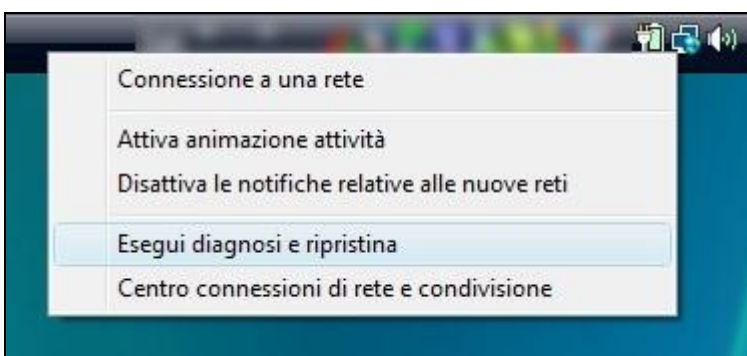 Connessione a una rete
Attiva animazione attività
Disattiva le notifiche relative alle nuove reti
Esegui diagnosi e ripristina
Centro connessioni di rete e condivisione